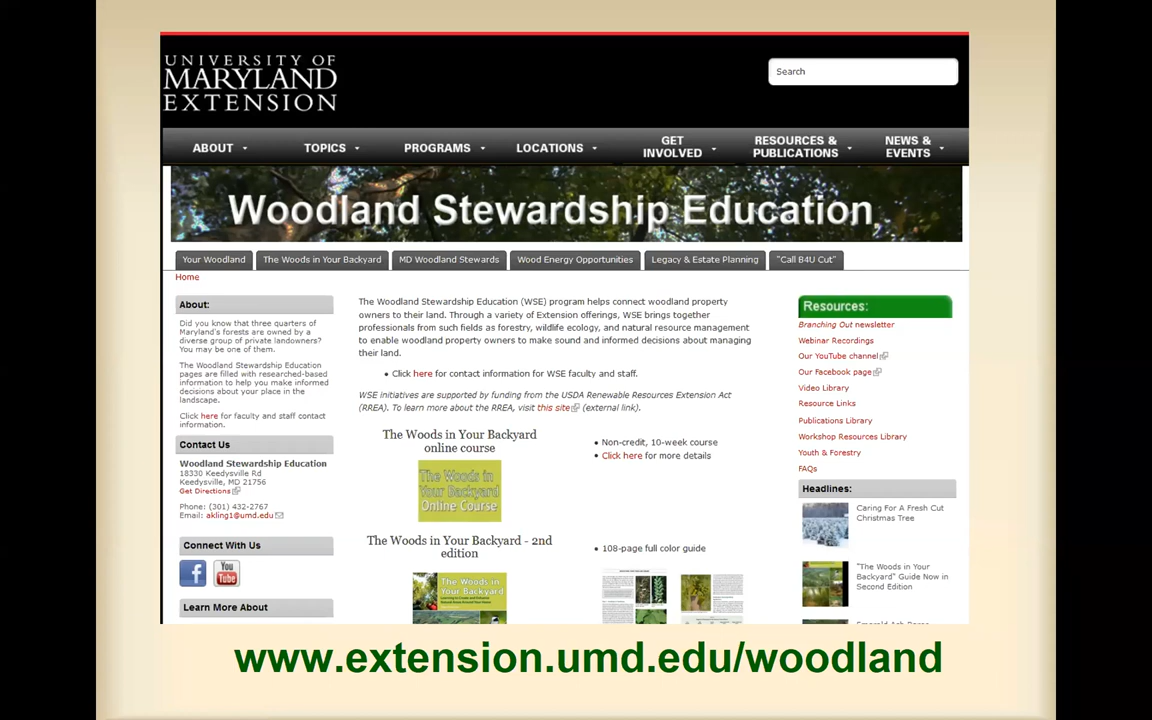 UNIVERSITY OF
MARYLAND
EXTENSION
Search
ABOUT
TOPICS
PROGRAMS
LOCATIONS
GET
INVOLVED
RESOURCES &
PUBLICATIONS
NEWS &
EVENTS
Woodland Stewardship Education
Your Woodland
The Woods in Your Backyard
MD Woodland Stewards
Wood Energy Opportunities
Legacy & Estate Planning
"Call B4U Cut"
Home
About:
Did you know that three quarters of
Maryland's forests are owned by a
diverse group of private landowners?
You may be one of them.
The Woodland Stewardship Education
pages are filled with researched-based
information to help you make informed
decisions about your place in the
landscape.
Click here for faculty and staff contact
information.
Contact Us
Woodland Stewardship Education
18330 Keedysville Rd
Keedysville, MD 21756
Get Directions
Phone: (301) 432-2767
Email: akling1@umd.edu
Connect With Us
You
Tube
Learn More About
The Woodland Stewardship Education (WSE) program helps connect woodland property
owners to their land. Through a variety of Extension offerings, WSE brings together
professionals from such fields as forestry, wildlife ecology, and natural resource management
to enable woodland property owners to make sound and informed decisions about managing
their land.
• Click here for contact information for WSE faculty and staff.
WSE initiatives are supported by funding from the USDA Renewable Resources Extension Act
(RREA). To learn more about the RREA, visit this site (external link).
The Woods in Your Backyard
online course
The Woods in
Your Backyard
Online Course
• Non-credit, 10-week course
• Click here for more details
The Woods in Your Backyard - 2nd
edition
The Woods in
Your Backyard
• 108-page full color guide
Resources:
Branching Out newsletter
Webinar Recordings
Our YouTube channel
Our Facebook page
Video Library
Resource Links
Publications Library
Workshop Resources Library
Youth & Forestry
FAQs
Headlines:
Caring For A Fresh Cut
Christmas Tree
"The Woods in Your
Backyard" Guide Now in
Second Edition
www.extension.umd.edu/woodland